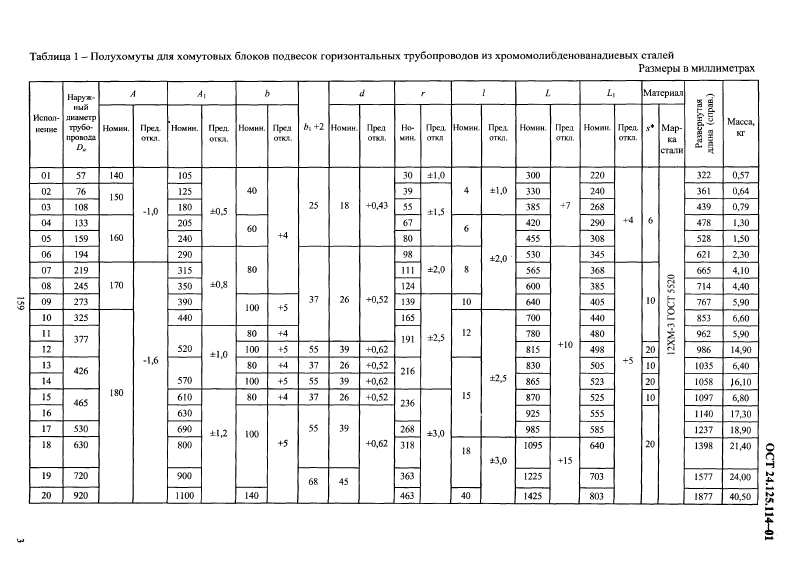 Таблица 1 – Полухомуты для хомутовых блоков подвесок горизонтальных трубопроводов из хромомолибденованадиевых сталей
Размеры в миллиметрах
Испол- нение | Наруж- ный диаметр трубо- провода Dн | A | A1 | b | b1 +2 | d | r | l | L | L1 | Материал | Развернутая длина (справ.) | Масса, кг
Номин. | Пред. откл. | Номин. | Пред. откл. | Номин. | Пред откл. | Номин. | Пред откл. | Но- мин. | Пред. откл | Номин. | Пред. откл. | Номин. | Пред откл. | Номин. | Пред. откл. | s* | Мар- ка стали
01 | 57 | 140 | -1,0 | 105 | ±0,5 | 40 | +4 | 25 | 18 | +0,43 | 30 | ±1,0 | 4 | ±1,0 | 300 | +7 | 220 | +4 | 6 | 12ХМ-3 ГОСТ 5520 | 322 | 0,57
02 | 76 | 150 | 125 | 39 | ±1,5 | 330 | 240 | 361 | 0,64
03 | 108 | 180 | 55 | 385 | 268 | 439 | 0,79
04 | 133 | 160 | 205 | 60 | 67 | 6 | ±2,0 | 420 | 290 | 478 | 1,30
05 | 159 | 240 | 80 | 455 | 308 | 528 | 1,50
06 | 194 | 290 | ±0,8 | 80 | 37 | 26 | +0,52 | 98 | ±2,0 | 8 | 530 | +10 | 345 | 621 | 2,30
07 | 219 | 170 | -1,6 | 315 | 111 | 565 | 368 | +5 | 10 | 665 | 4,10
08 | 245 | 350 | 124 | 600 | 385 | 714 | 4,40
09 | 273 | 390 | 100 | +5 | 139 | ±2,5 | 10 | 640 | 405 | 767 | 5,90
10 | 325 | 180 | 440 | 165 | 12 | ±2,5 | 700 | 440 | 853 | 6,60
11 | 377 | 520 | ±1,0 | 80 | +4 | 191 | 780 | 480 | 962 | 5,90
12 | 100 | +5 | 55 | 39 | +0,62 | 815 | 498 | 20 | 986 | 14,90
13 | 426 | 570 | 80 | +4 | 37 | 26 | +0,52 | 216 | 15 | 830 | 505 | 10 | 1035 | 6,40
14 | 100 | +5 | 55 | 39 | +0,62 | 865 | 523 | 20 | 1058 | 16,10
15 | 465 | 610 | ±1,2 | 80 | +4 | 37 | 26 | +0,52 | 236 | ±3,0 | 870 | 525 | 10 | 1097 | 6,80
16 | 630 | 100 | +5 | 55 | 39 | +0,62 | 925 | 555 | 20 | 1140 | 17,30
17 | 530 | 690 | 268 | 985 | 585 | 1237 | 18,90
18 | 630 | 800 | 318 | 18 | ±3,0 | 1095 | +15 | 640 | 1398 | 21,40
19 | 720 | 900 | 68 | 45 | 363 | 1225 | 703 | 1577 | 24,00
20 | 920 | 1100 | 140 | 463 | 40 | 1425 | 803 | 1877 | 40,50
159
3
ОСТ 24.125.114–01